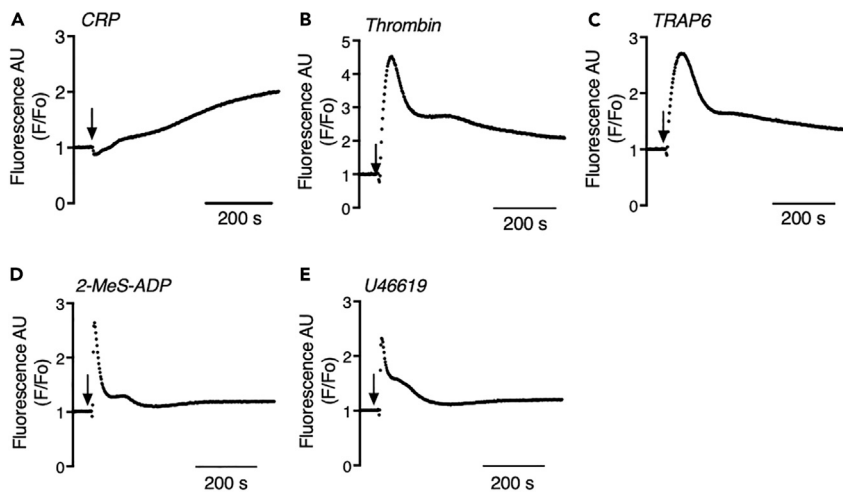 A
CRP
Fluorescence AU
(F/Fo)
3
2
1
0
200 s
B
Thrombin
Fluorescence AU
(F/Fo)
5
4
3
2
1
0
200 s
C
TRAP6
Fluorescence AU
(F/Fo)
3
2
1
0
200 s
D
2-MeS-ADP
Fluorescence AU
(F/Fo)
3
2
1
0
200 s
E
U46619
Fluorescence AU
(F/Fo)
3
2
1
0
200 s